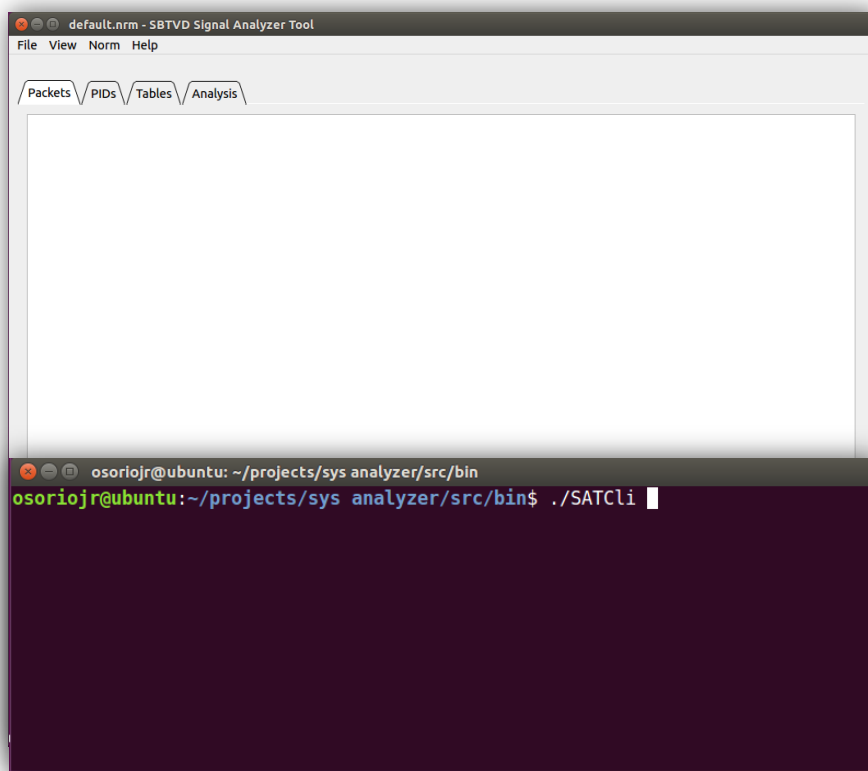 default.nrm - SBTVD Signal Analyzer Tool
File View Norm Help
Packets PIDs Tables Analysis
osoriojr@ubuntu: ~/projects/sys analyzer/src/bin
osoriojr@ubuntu:~/projects/sys analyzer/src/bin$ ./SATCli